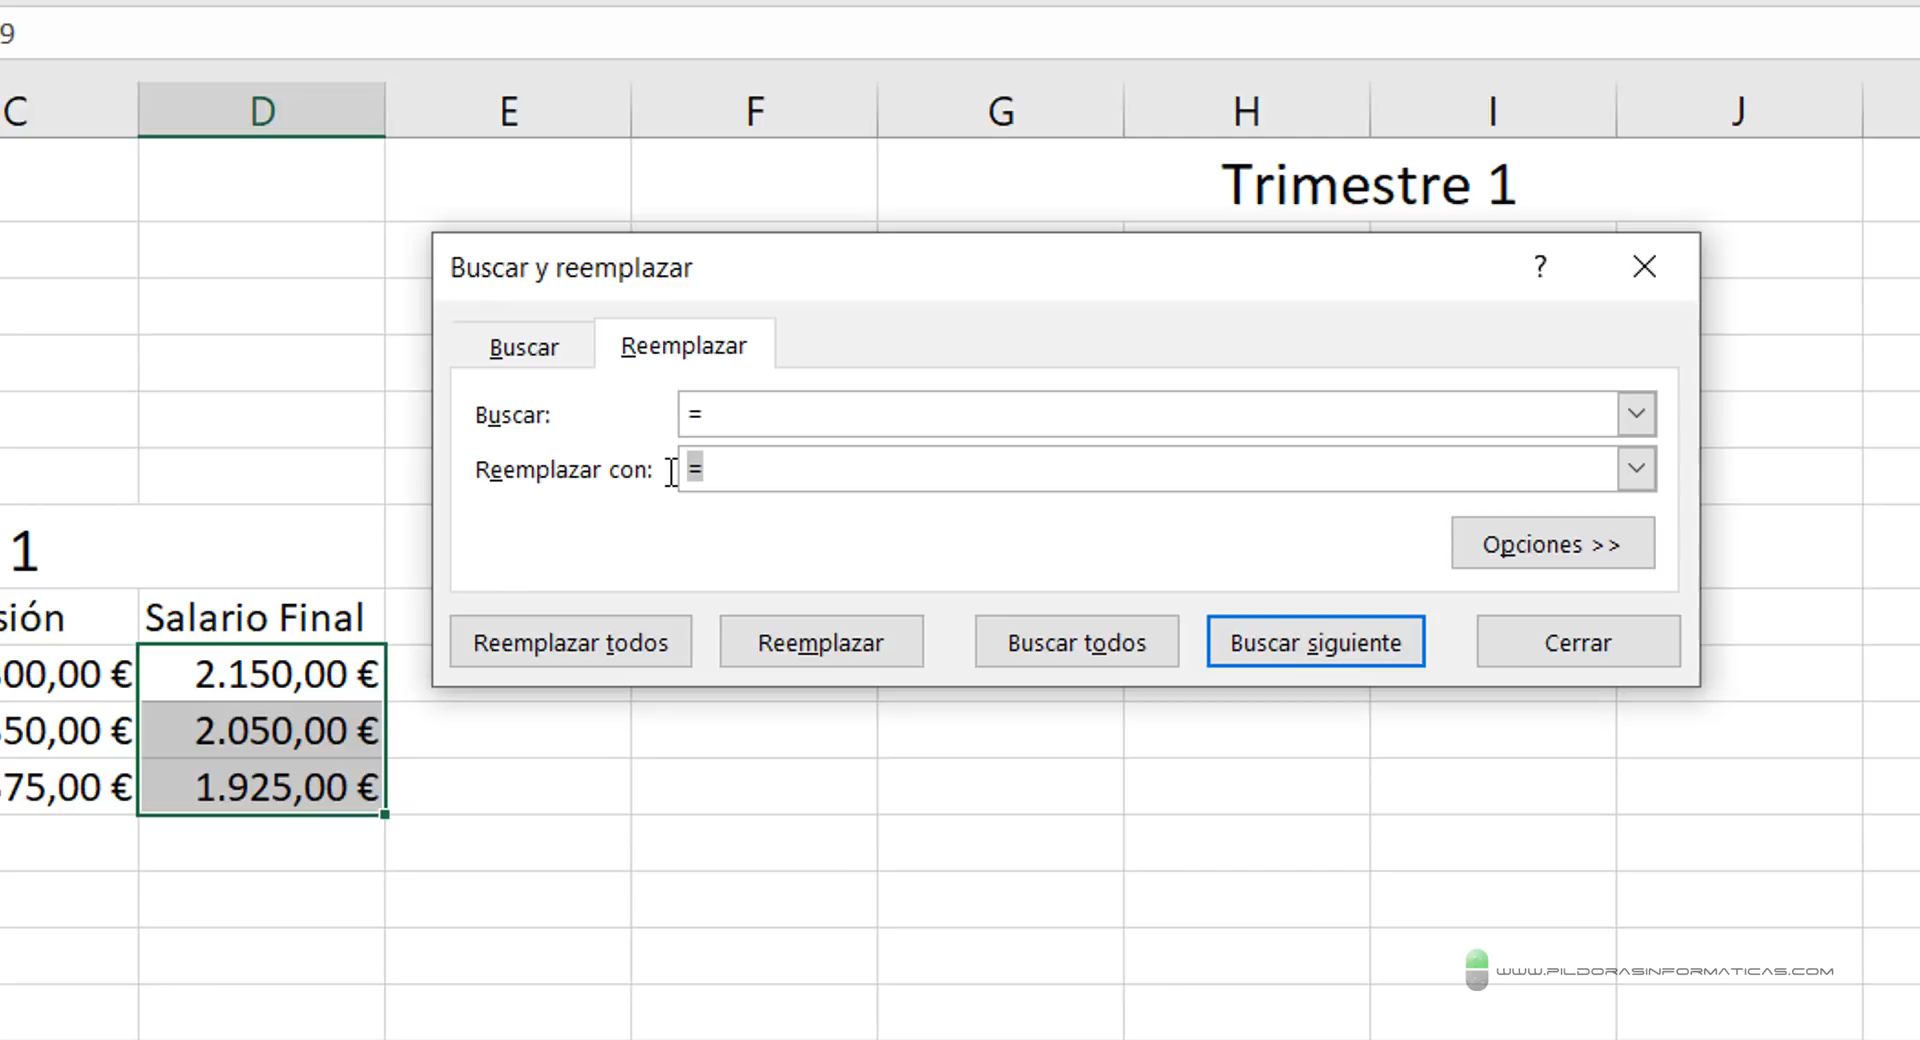 9
C D E F G H I J
Trimestre 1
Buscar y reemplazar ?
Buscar Reemplazar
Buscar: =
Reemplazar con: =
Opciones >>
Reemplazar todos Reemplazar Buscar todos Buscar siguiente Cerrar
1
sión Salario Final
00,00 € 2.150,00 €
50,00 € 2.050,00 €
75,00 € 1.925,00 €
WWW.PILDORASINFORMATICAS.COM